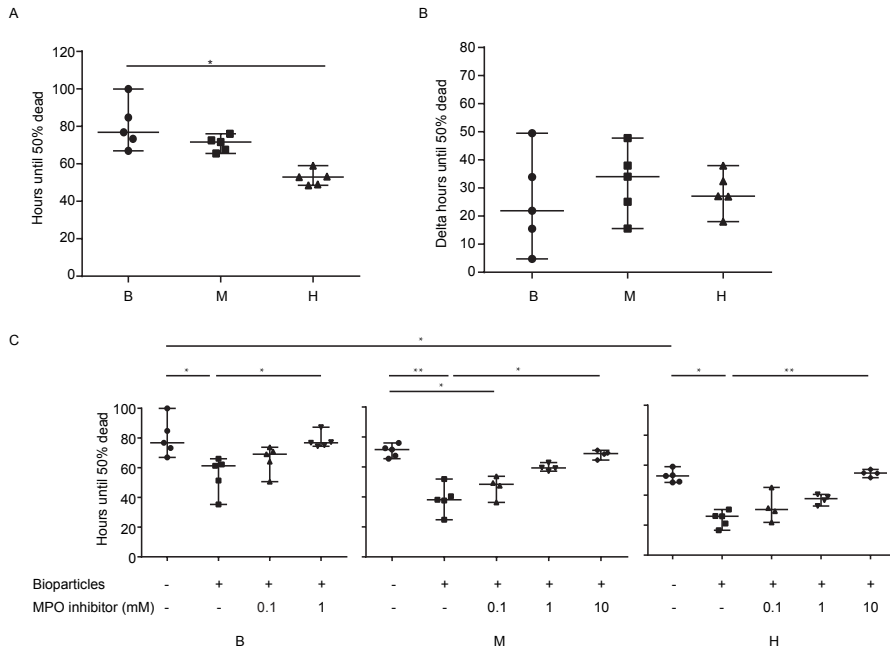 A
B
Hours until 50% dead
120
100
80
60
40
20
0
*
B M H
Delta hours until 50% dead
80
70
60
50
40
30
20
10
0
B M H
C
*
* *
** *
*
* **
Hours until 50% dead
100
80
60
40
20
0
Bioparticles - + + + - + + + + - + + + +
MPO inhibitor (mM) - - 0.1 1 - - 0.1 1 10 - - 0.1 1 10
B M H